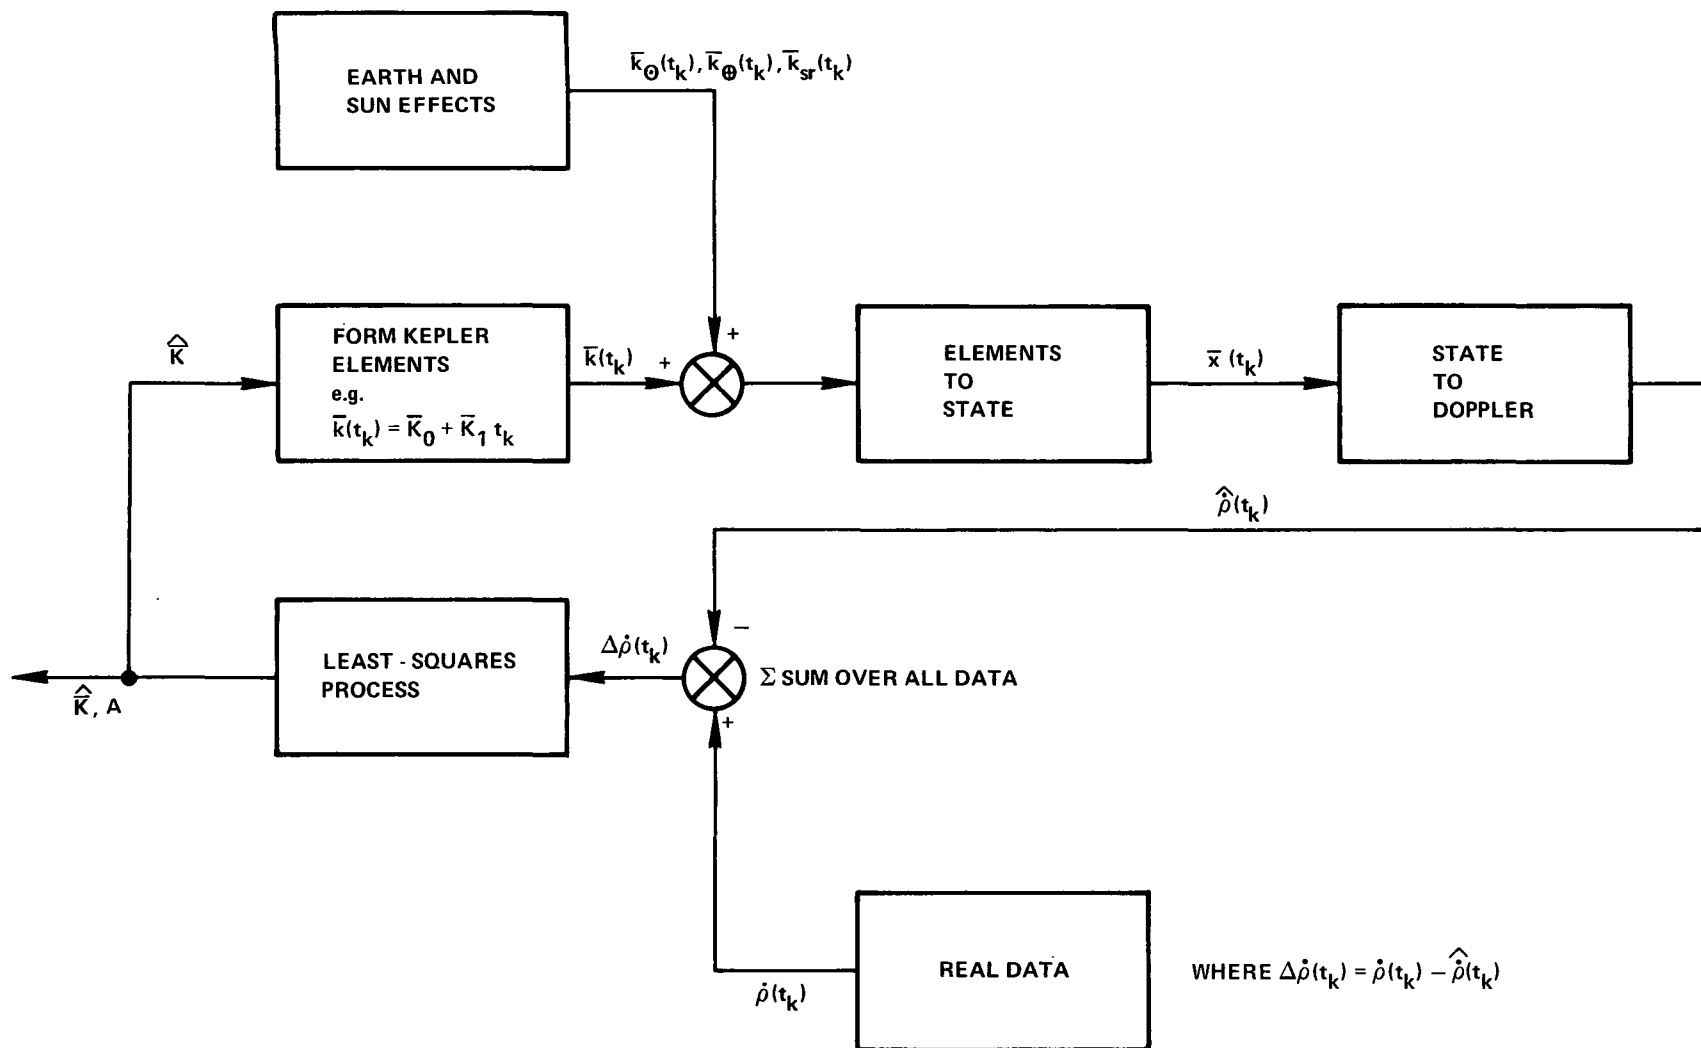 EARTH AND
SUN EFFECTS
k̅⊙(tₖ), k̅⊕(tₖ), k̅ₛᵣ(tₖ)
+
K̲̂
FORM KEPLER
ELEMENTS
e.g.
k̅(tₖ) = K̅₀ + K̅₁ tₖ
k̅(tₖ)
+
ELEMENTS
TO
STATE
x̅ (tₖ)
STATE
TO
DOPPLER
ρ̇̂(tₖ)
−
LEAST - SQUARES
PROCESS
Δρ̇(tₖ)
Σ SUM OVER ALL DATA
K̅̂, A
+
REAL DATA
ρ̇(tₖ)
WHERE Δρ̇(tₖ) = ρ̇(tₖ) − ρ̇̂(tₖ)